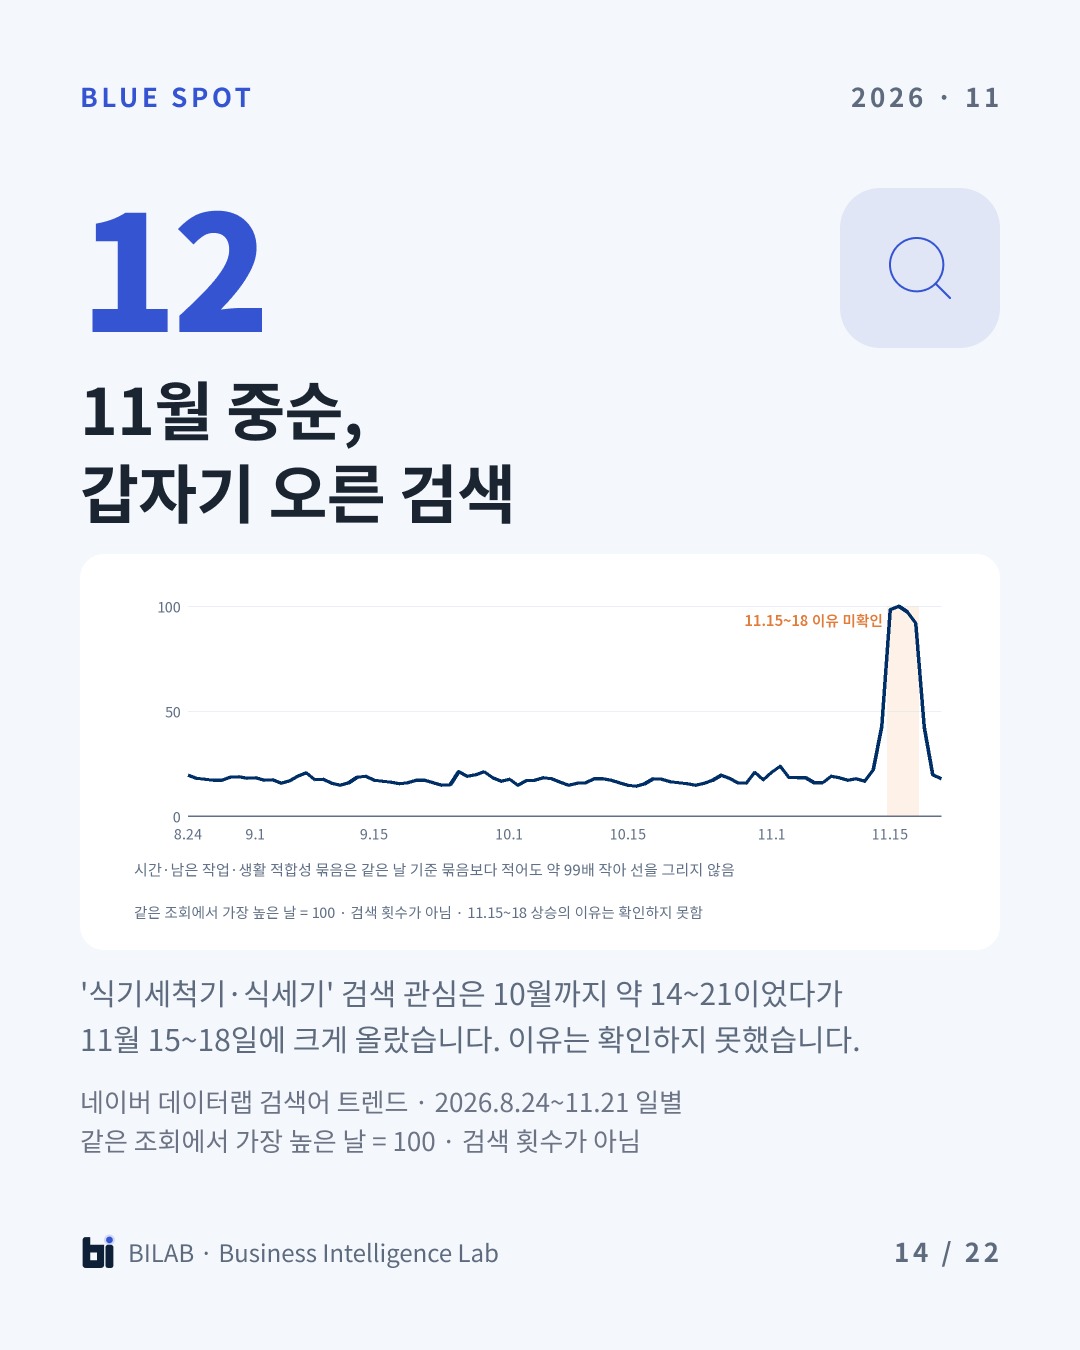 BLUE SPOT
2026 · 11
12
11월 중순,
갑자기 오른 검색
100
11.15~18 이유 미확인
50
0
8.24 9.1 9.15 10.1 10.15 11.1 11.15
시간·남은 작업·생활 적합성 묶음은 같은 날 기준 묶음보다 적어도 약 99배 작아 선을 그리지 않음
같은 조회에서 가장 높은 날 = 100 · 검색 횟수가 아님 · 11.15~18 상승의 이유는 확인하지 못함
'식기세척기·식세기' 검색 관심은 10월까지 약 14~21이었다가
11월 15~18일에 크게 올랐습니다. 이유는 확인하지 못했습니다.
네이버 데이터랩 검색어 트렌드 · 2026.8.24~11.21 일별
같은 조회에서 가장 높은 날 = 100 · 검색 횟수가 아님
bi BILAB · Business Intelligence Lab
14 / 22